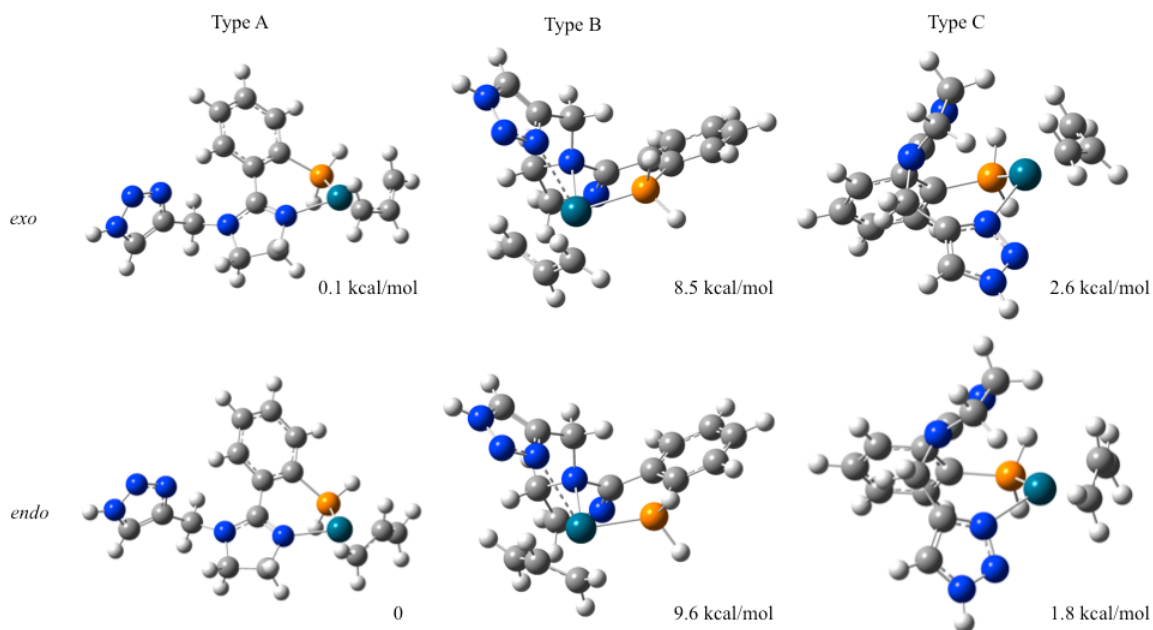 Type A Type B Type C
exo
0.1 kcal/mol 8.5 kcal/mol 2.6 kcal/mol
endo
0 9.6 kcal/mol 1.8 kcal/mol